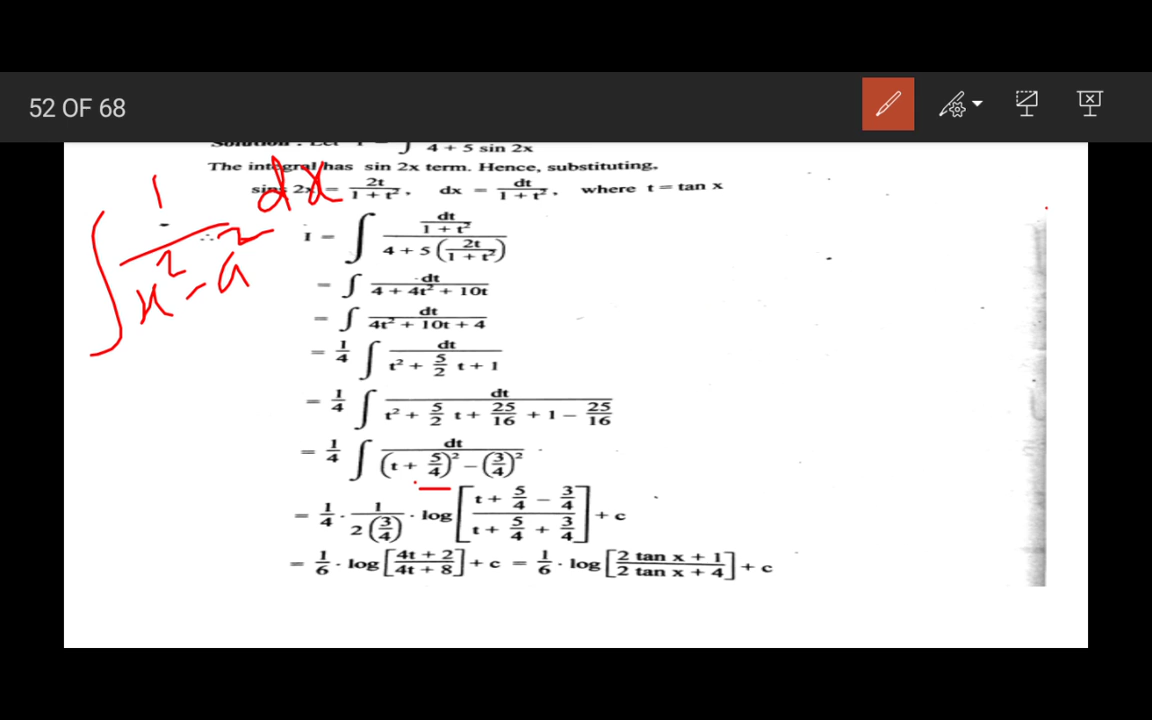 52 OF 68
Solution : Let I = ∫ 4 + 5 sin 2x
The integral has sin 2x term. Hence, substituting.
sin 2x = 2t/(1 + t²), dx = dt/(1 + t²), where t = tan x
∴ I = ∫ (dt/(1 + t²))/(4 + 5 (2t/(1 + t²)))
= ∫ dt/(4 + 4t² + 10t)
= ∫ dt/(4t² + 10t + 4)
= 1/4 ∫ dt/(t² + 5/2 t + 1)
= 1/4 ∫ dt/(t² + 5/2 t + 25/16 + 1 − 25/16)
= 1/4 ∫ dt/((t + 5/4)² − (3/4)²)
= 1/4 · 1/(2(3/4)) · log [(t + 5/4 − 3/4)/(t + 5/4 + 3/4)] + c
= 1/6 · log [(4t + 2)/(4t + 8)] + c = 1/6 · log [(2 tan x + 1)/(2 tan x + 4)] + c
∫ 1/(x² − a²) dx